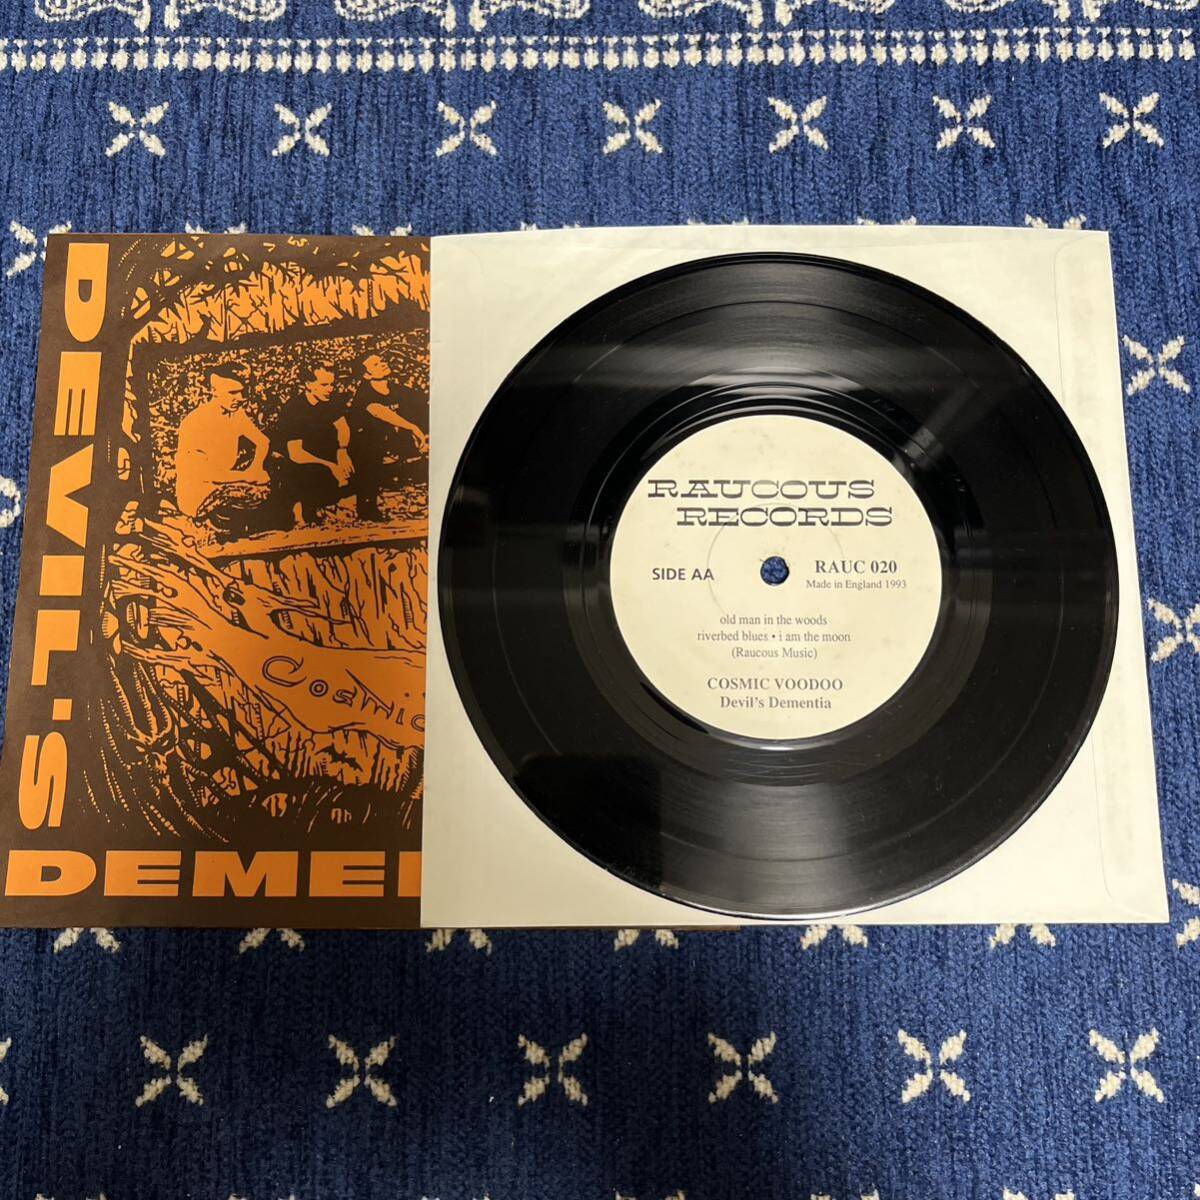 DEVIL'S
DEME
Cosmic
RAUCOUS
RECORDS
SIDE AA
RAUC 020
Made in England 1993
old man in the woods
riverbed blues • i am the moon
(Raucous Music)
COSMIC VOODOO
Devil's Dementia